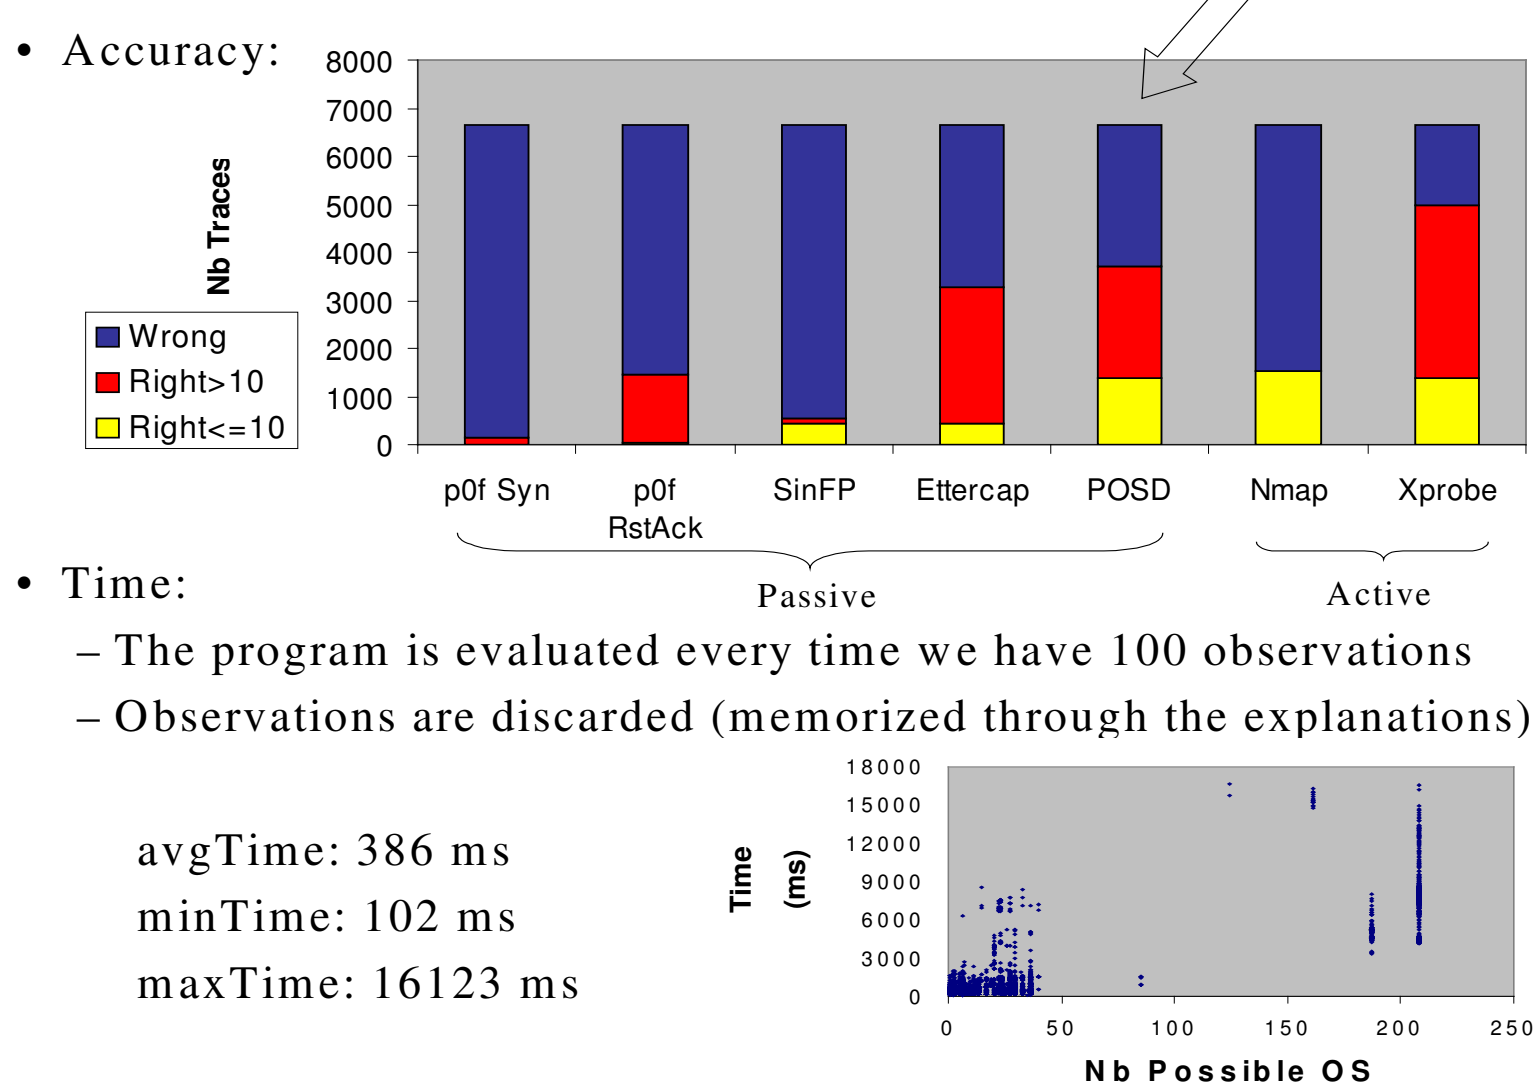 • Accuracy:
8000
7000
6000
5000
4000
3000
2000
1000
0
Nb Traces
Wrong
Right>10
Right<=10
p0f Syn
p0f RstAck
SinFP
Ettercap
POSD
Nmap
Xprobe
Passive
Active
• Time:
– The program is evaluated every time we have 100 observations
– Observations are discarded (memorized through the explanations)
avgTime: 386 ms
minTime: 102 ms
maxTime: 16123 ms
Time (ms)
18000
15000
12000
9000
6000
3000
0
0 50 100 150 200 250
Nb Possible OS